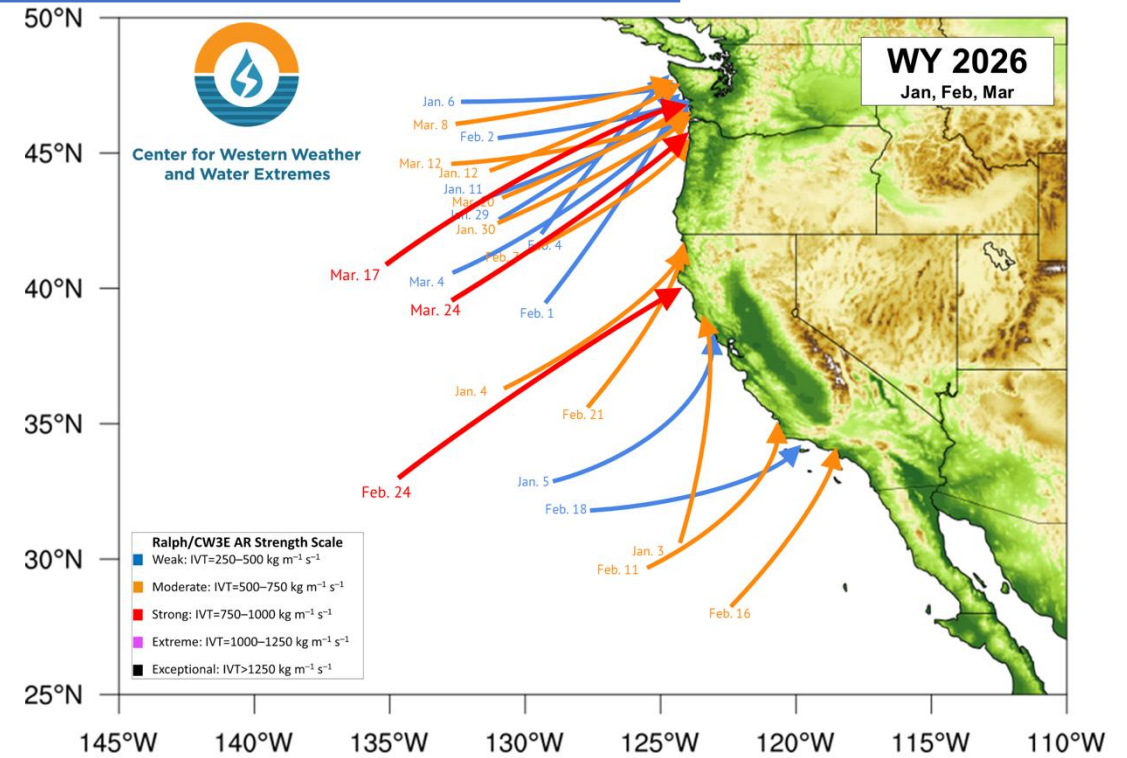 50°N
45°N
40°N
35°N
30°N
25°N
145°W
140°W
135°W
130°W
125°W
120°W
115°W
110°W
Center for Western Weather
and Water Extremes
WY 2026
Jan, Feb, Mar
Jan. 6
Mar. 8
Feb. 2
Mar. 12
Jan. 12
Jan. 11
Mar. 20
Jan. 29
Jan. 30
Feb. 4
Feb.
Mar. 17
Mar. 4
Mar. 24
Feb. 1
Jan. 4
Feb. 21
Feb. 24
Jan. 5
Feb. 18
Jan. 3
Feb. 11
Feb. 16
Ralph/CW3E AR Strength Scale
Weak: IVT=250–500 kg m⁻¹ s⁻¹
Moderate: IVT=500–750 kg m⁻¹ s⁻¹
Strong: IVT=750–1000 kg m⁻¹ s⁻¹
Extreme: IVT=1000–1250 kg m⁻¹ s⁻¹
Exceptional: IVT>1250 kg m⁻¹ s⁻¹